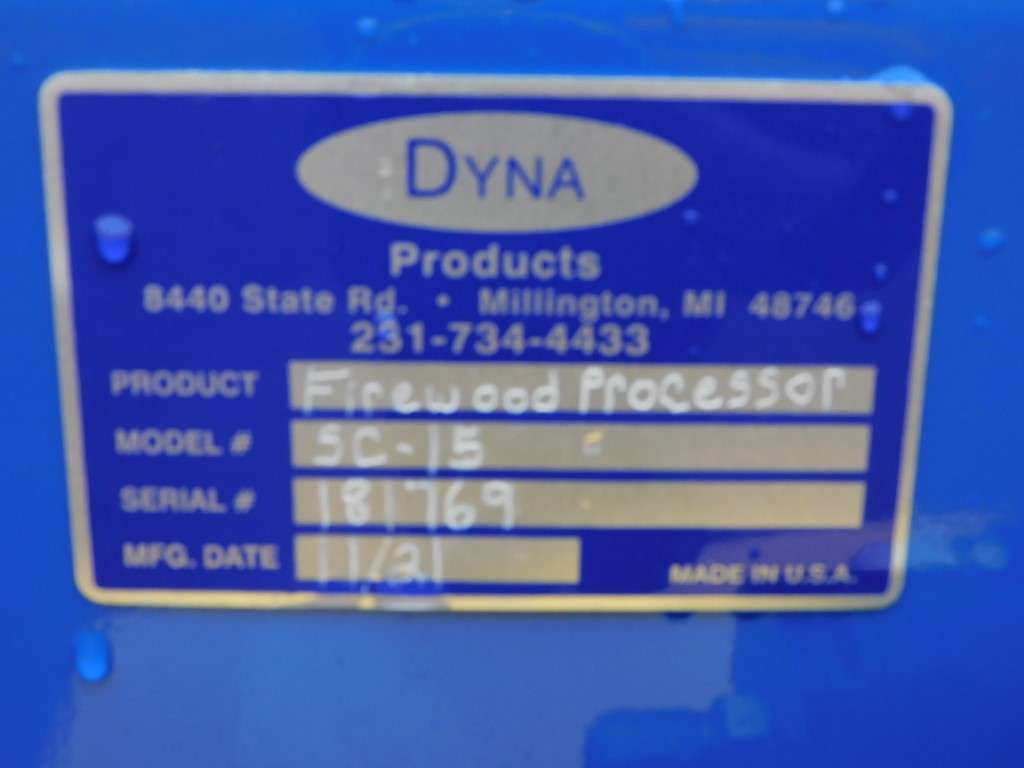 DYNA
Products
8440 State Rd. • Millington, MI 48746
231-734-4433
PRODUCT Firewood Processor
MODEL # SC-15
SERIAL # 181769
MFG. DATE 11/21
MADE IN U.S.A.